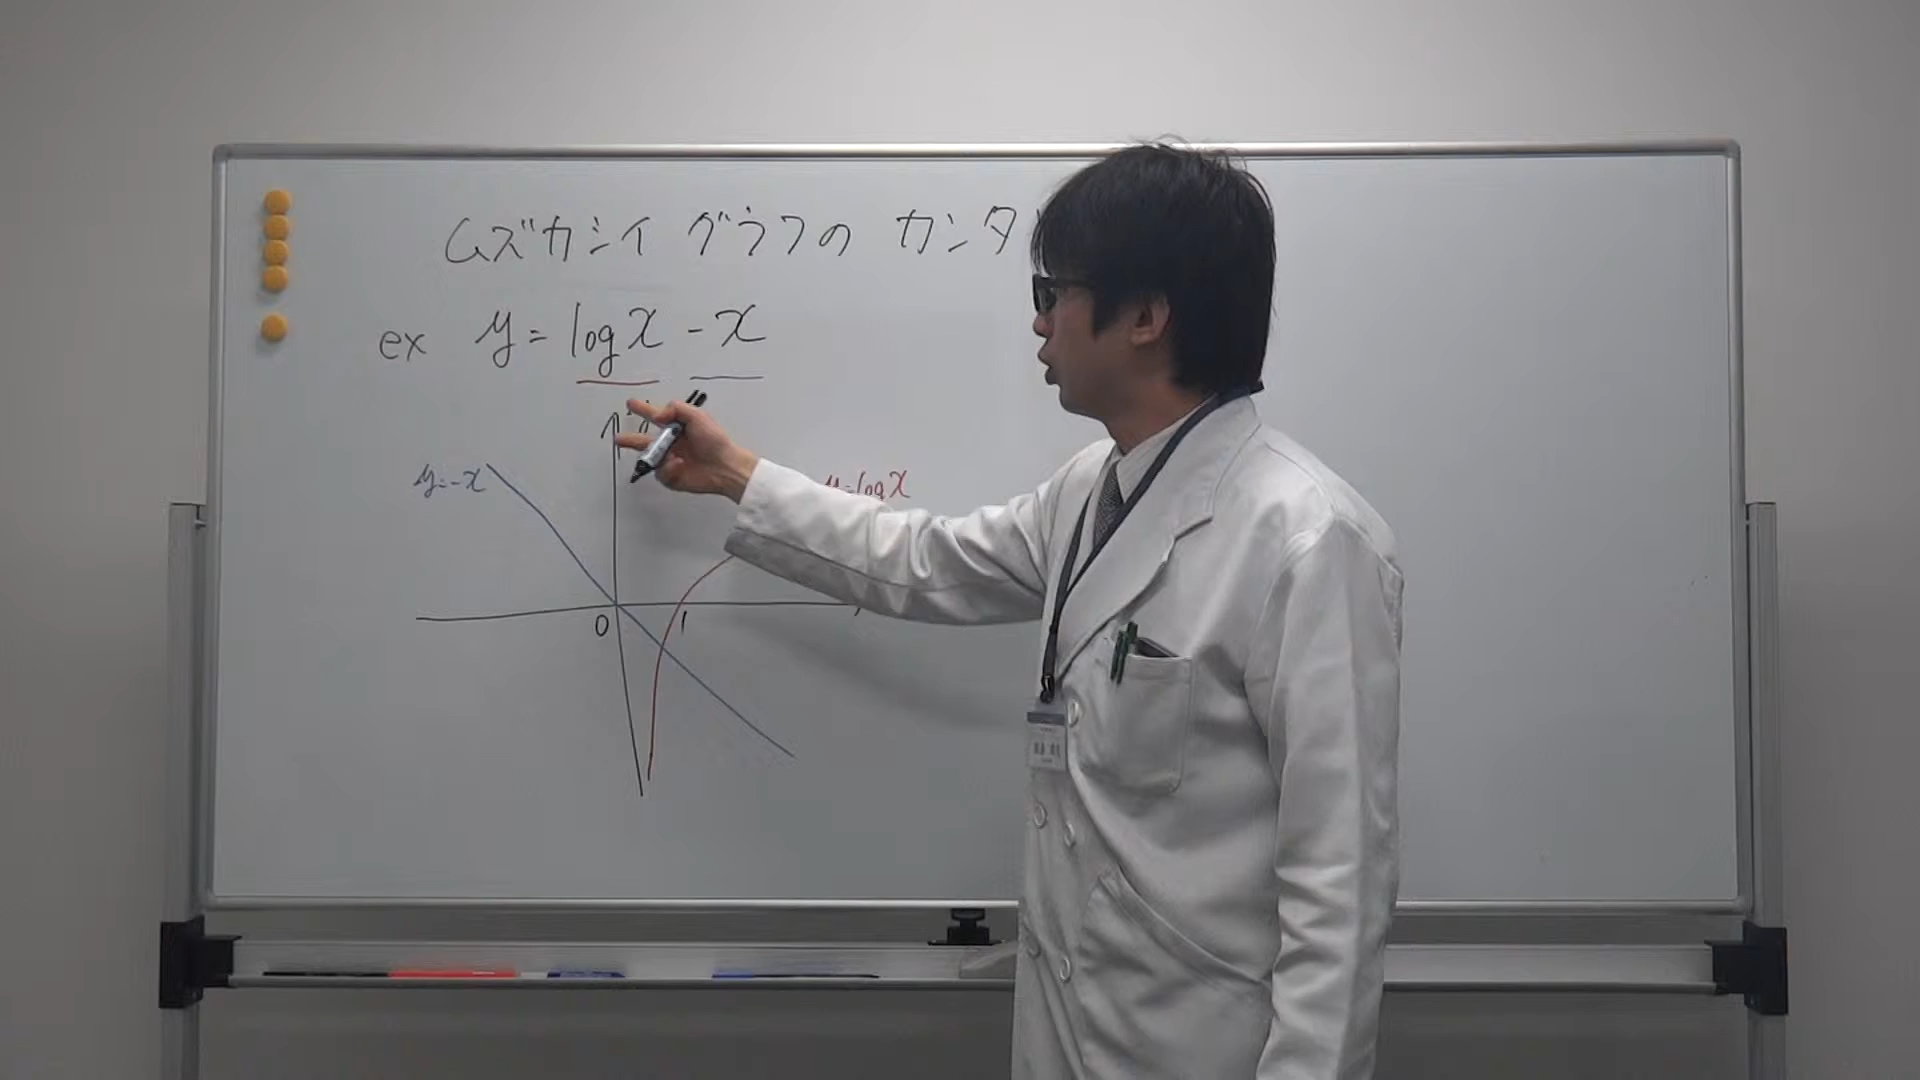 ムズカシイ グラフの カンタ
ex y = log x - x
y
y=-x
y=log x
0
1